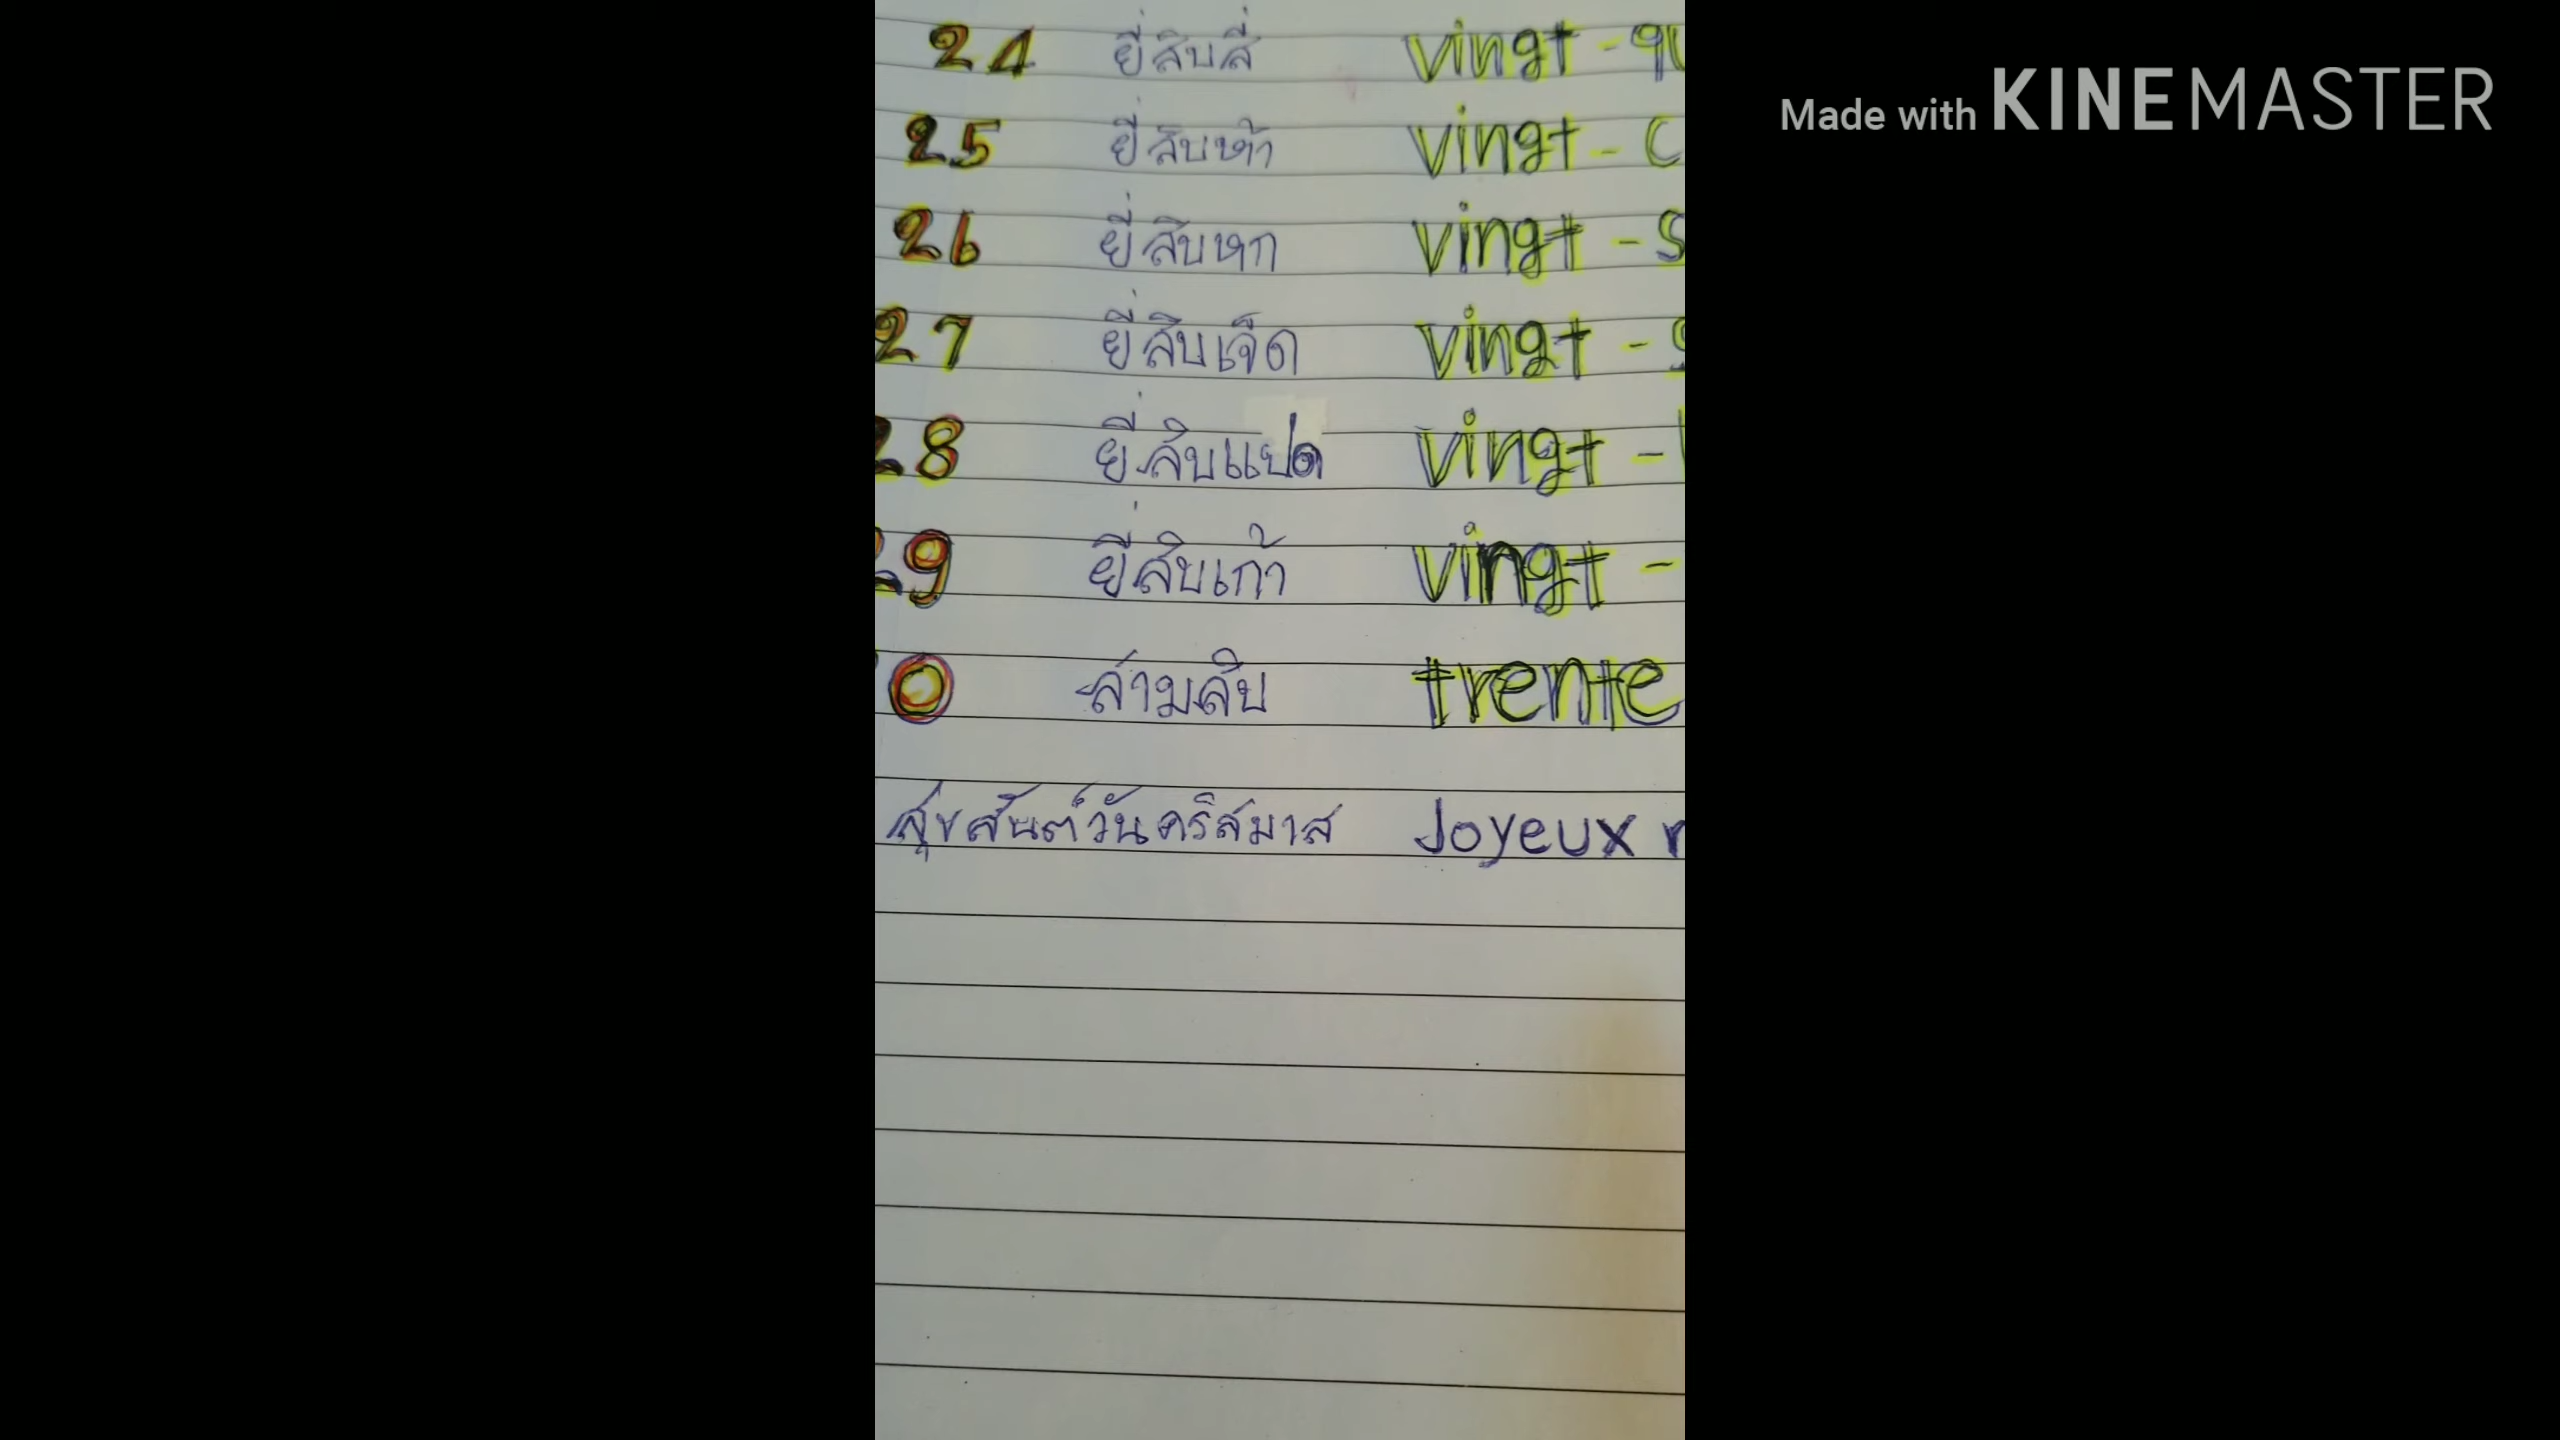 24 ยี่สิบสี่ vingt - qu
25 ยี่สิบห้า vingt - c
26 ยี่สิบหก vingt - s
27 ยี่สิบเจ็ด vingt - s
28 ยี่สิบแปด vingt -
29 ยี่สิบเก้า vingt -
0 สามสิบ trente
สุขสันต์วันคริสมาส Joyeux n
Made with KINEMASTER